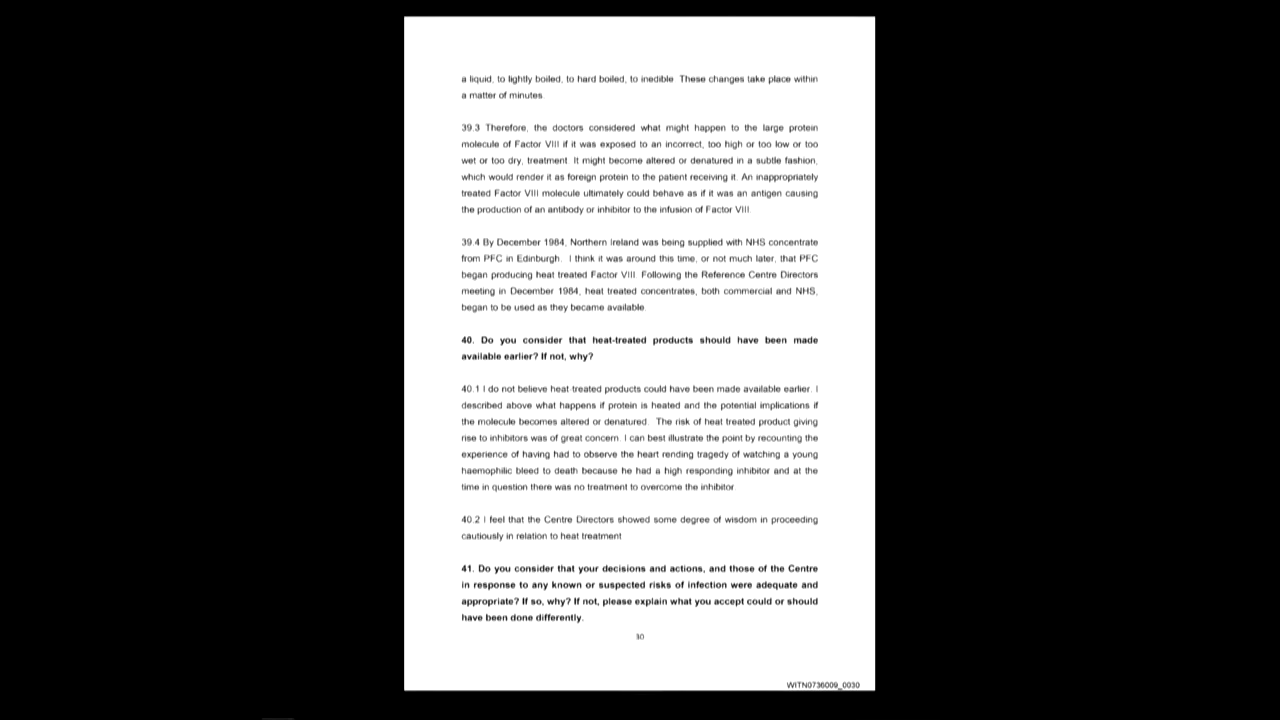 a liquid, to lightly boiled, to hard boiled, to inedible. These changes take place within
a matter of minutes.
39.3 Therefore, the doctors considered what might happen to the large protein
molecule of Factor VIII if it was exposed to an incorrect, too high or too low or too
wet or too dry, treatment. It might become altered or denatured in a subtle fashion,
which would render it as foreign protein to the patient receiving it. An inappropriately
treated Factor VIII molecule ultimately could behave as if it was an antigen causing
the production of an antibody or inhibitor to the infusion of Factor VIII.
39.4 By December 1984, Northern Ireland was being supplied with NHS concentrate
from PFC in Edinburgh. I think it was around this time, or not much later, that PFC
began producing heat treated Factor VIII. Following the Reference Centre Directors
meeting in December 1984, heat treated concentrates, both commercial and NHS,
began to be used as they became available.
40. Do you consider that heat-treated products should have been made
available earlier? If not, why?
40.1 I do not believe heat treated products could have been made available earlier. I
described above what happens if protein is heated and the potential implications if
the molecule becomes altered or denatured. The risk of heat treated product giving
rise to inhibitors was of great concern. I can best illustrate the point by recounting the
experience of having had to observe the heart rending tragedy of watching a young
haemophilic bleed to death because he had a high responding inhibitor and at the
time in question there was no treatment to overcome the inhibitor.
40.2 I feel that the Centre Directors showed some degree of wisdom in proceeding
cautiously in relation to heat treatment.
41. Do you consider that your decisions and actions, and those of the Centre
in response to any known or suspected risks of infection were adequate and
appropriate? If so, why? If not, please explain what you accept could or should
have been done differently.
30
WITN0736009_0030